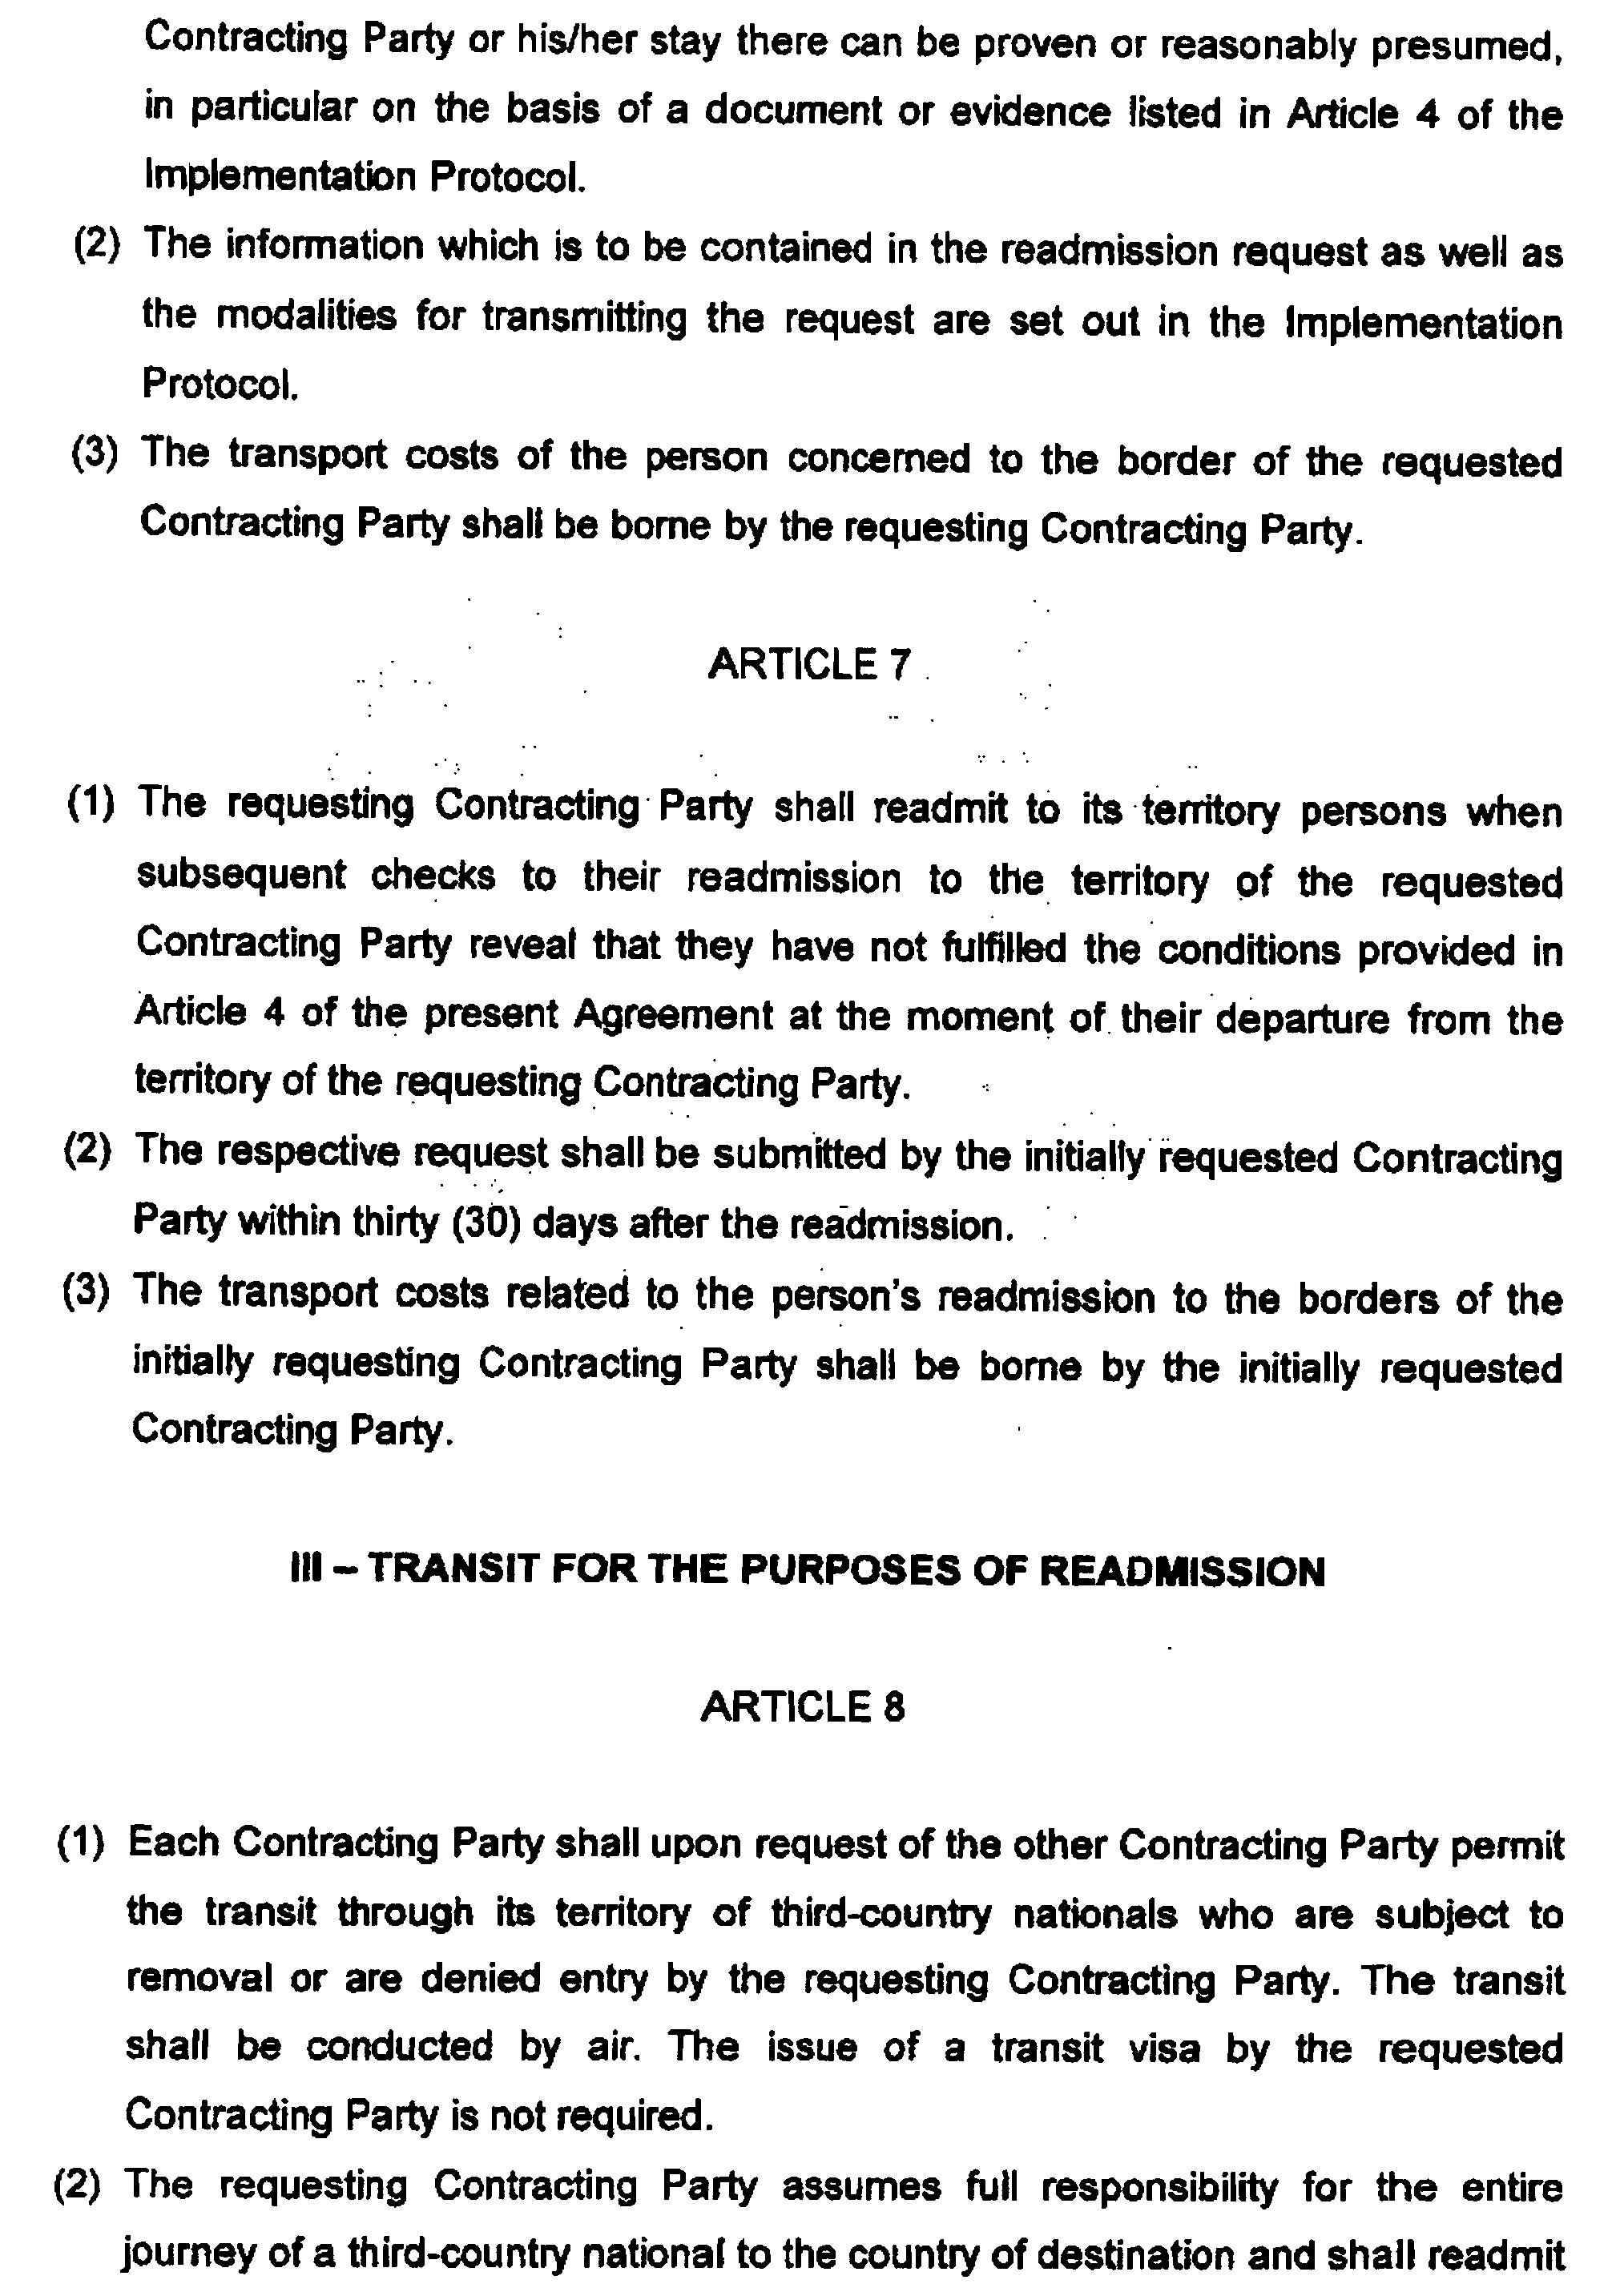 Contracting Party or his/her stay there can be proven or reasonably presumed,
in particular on the basis of a document or evidence listed in Article 4 of the
Implementation Protocol.
(2) The information which is to be contained in the readmission request as well as
the modalities for transmitting the request are set out in the Implementation
Protocol.
(3) The transport costs of the person concerned to the border of the requested
Contracting Party shall be borne by the requesting Contracting Party.
ARTICLE 7
(1) The requesting Contracting Party shall readmit to its territory persons when
subsequent checks to their readmission to the territory of the requested
Contracting Party reveal that they have not fulfilled the conditions provided in
Article 4 of the present Agreement at the moment of their departure from the
territory of the requesting Contracting Party.
(2) The respective request shall be submitted by the initially requested Contracting
Party within thirty (30) days after the readmission.
(3) The transport costs related to the person's readmission to the borders of the
initially requesting Contracting Party shall be borne by the initially requested
Contracting Party.
III – TRANSIT FOR THE PURPOSES OF READMISSION
ARTICLE 8
(1) Each Contracting Party shall upon request of the other Contracting Party permit
the transit through its territory of third-country nationals who are subject to
removal or are denied entry by the requesting Contracting Party. The transit
shall be conducted by air. The issue of a transit visa by the requested
Contracting Party is not required.
(2) The requesting Contracting Party assumes full responsibility for the entire
journey of a third-country national to the country of destination and shall readmit